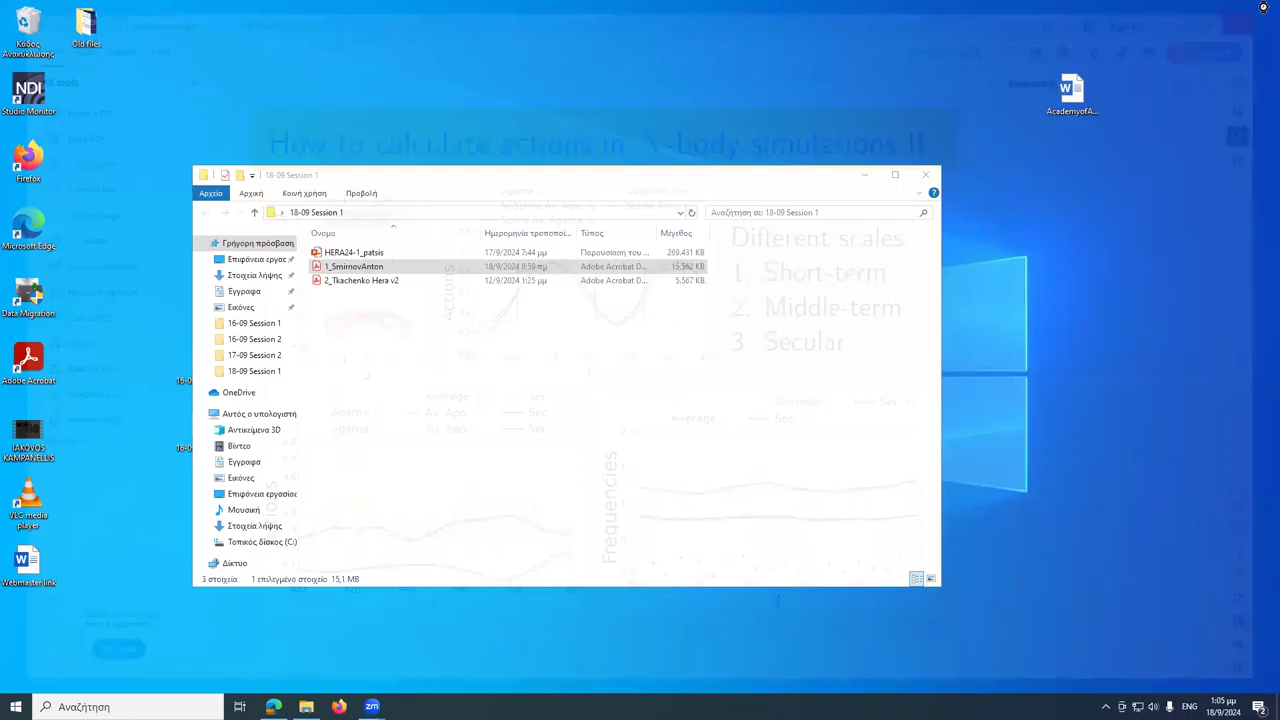 Κάδος
Ανακύκλωσης
Old files
NDI
Studio Monitor
Firefox
Microsoft Edge
Data Migration
Adobe Acrobat
IAKOVOS
KAMPANELLIS
VLC media
player
Webmaster.link
AcademyofA...
How to calculate actions in N-body simulations II
Different scales
1. Short-term
2. Middle-term
3 Secular
Frequencies
18-09 Session 1
Αρχείο
Αρχική
Κοινή χρήση
Προβολή
18-09 Session 1
Αναζήτηση σε: 18-09 Session 1
Όνομα
Ημερομηνία τροποποί...
Τύπος
Μέγεθος
HERA24-1_patsis
17/9/2024 7:44 μμ
Παρουσίαση του ...
269.431 KB
1_SmirnovAnton
18/9/2024 8:59 πμ
Adobe Acrobat D...
15.562 KB
2_Tkachenko Hera v2
12/9/2024 1:25 μμ
Adobe Acrobat D...
5.567 KB
Γρήγορη πρόσβαση
Επιφάνεια εργασ
Στοιχεία λήψης
Έγγραφα
Εικόνες
16-09 Session 1
16-09 Session 2
17-09 Session 2
18-09 Session 1
OneDrive
Αυτός ο υπολογιστή
Αντικείμενα 3D
Βίντεο
Έγγραφα
Εικόνες
Επιφάνεια εργασίας
Μουσική
Στοιχεία λήψης
Τοπικός δίσκος (C:)
Δίκτυο
3 στοιχεία
1 επιλεγμένο στοιχείο 15,1 MB
Αναζήτηση
ENG
1:05 μμ
18/9/2024